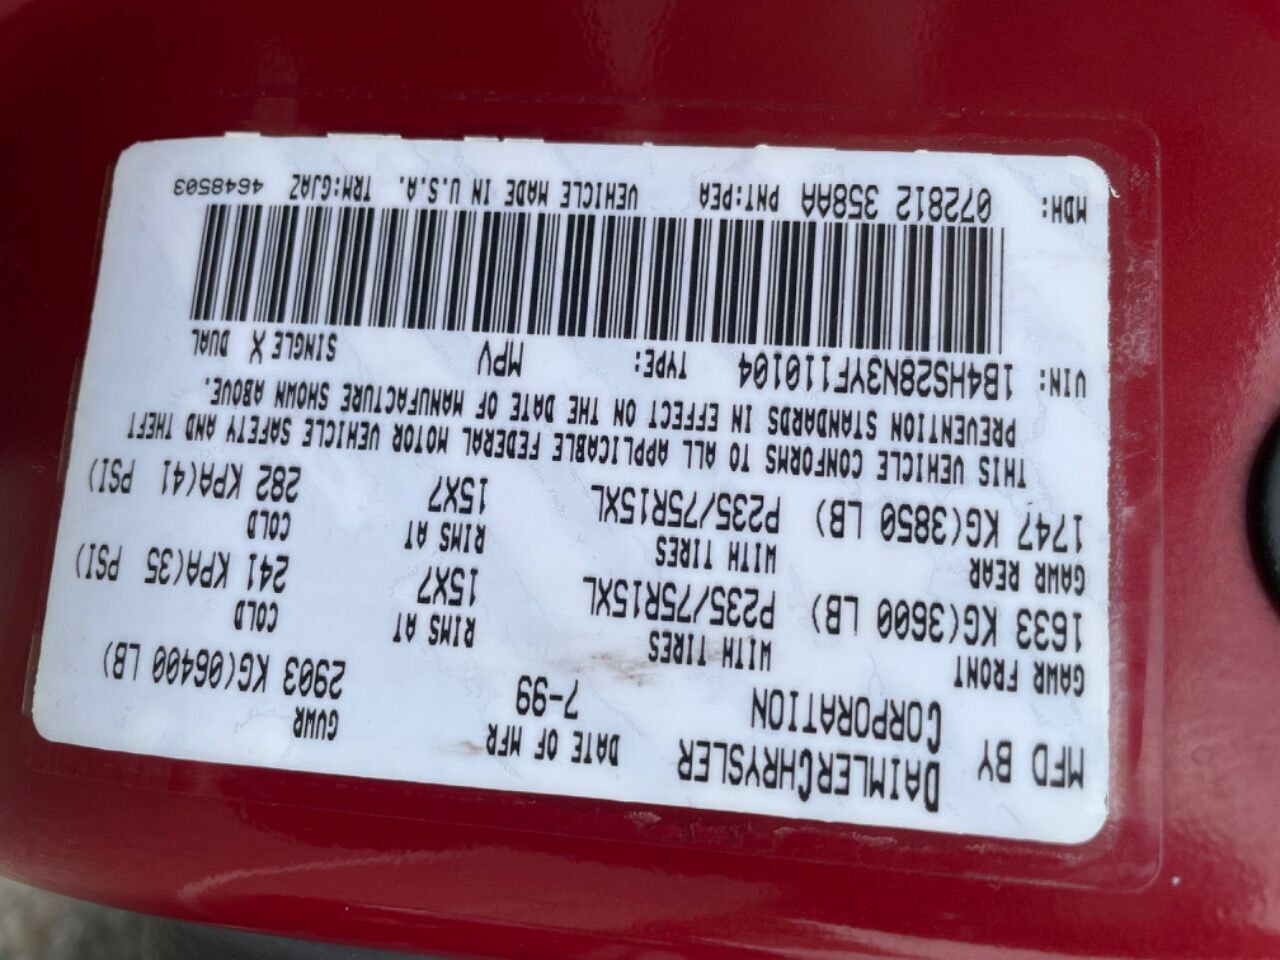 MFD BY DAIMLERCHRYSLER CORPORATION DATE OF MFR 7-99 GVWR 2903 KG(06400 LB)
GAWR FRONT WITH TIRES RIMS AT COLD
1633 KG(3600 LB) P235/75R15XL 15X7 241 KPA(35 PSI)
GAWR REAR WITH TIRES RIMS AT COLD
1747 KG(3850 LB) P235/75R15XL 15X7 282 KPA(41 PSI)
THIS VEHICLE CONFORMS TO ALL APPLICABLE FEDERAL MOTOR VEHICLE SAFETY AND THEFT
PREVENTION STANDARDS IN EFFECT ON THE DATE OF MANUFACTURE SHOWN ABOVE.
VIN: 1B4HS28N3YF110104 TYPE: MPV SINGLE X DUAL
MDH: 072812 358AA PNT:PEA VEHICLE MADE IN U.S.A. TRM:GJAZ 4648503